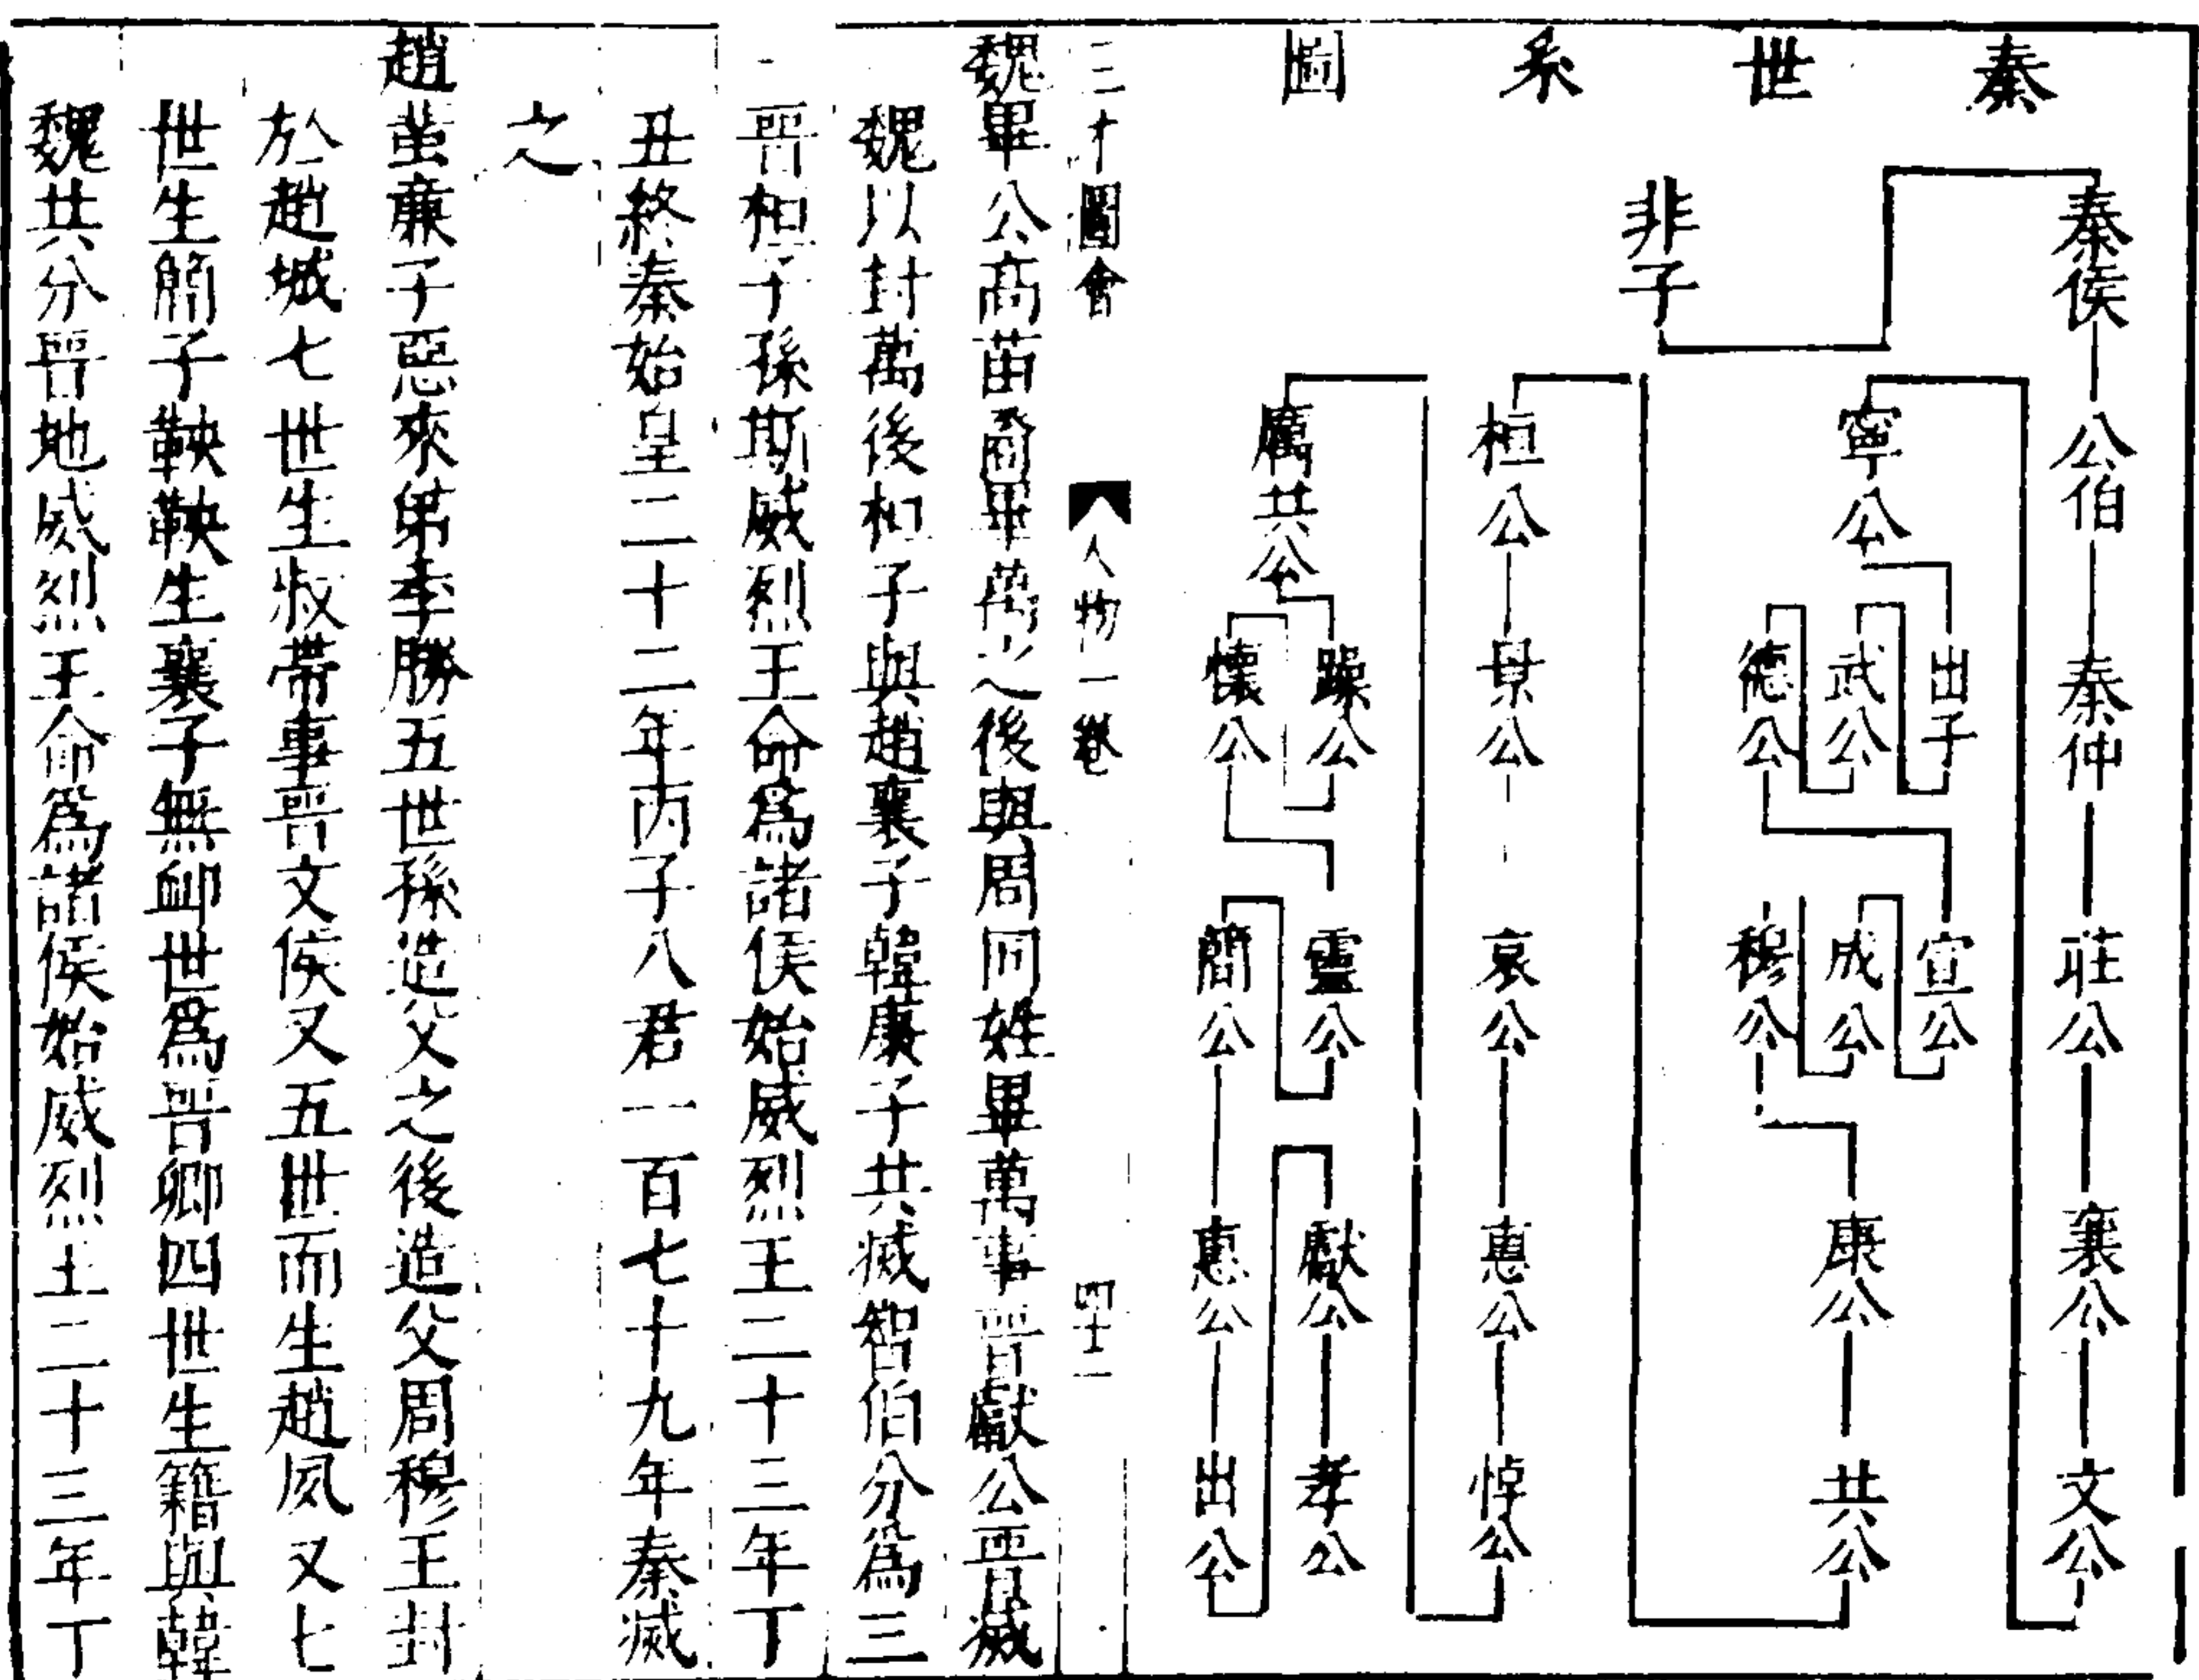 秦世系圖
非子
秦侯 公伯 秦仲 莊公 襄公 文公
寧公
出子 武公 德公
宣公 成公 穆公
康公 共公
桓公 景公 哀公 惠公 悼公
厲共公
躁公 懷公
靈公 簡公
惠公 出公
獻公 孝公
三才圖會 人物一卷 四十一
魏畢公高苗裔畢萬之後與周同姓畢萬事晉獻公晉滅
魏以封萬後桓子與趙襄子韓康子共滅智伯分為三
晉桓子孫斯威烈王命為諸侯始威烈王二十三年丁
丑終秦始皇二十二年丙子八君一百七十九年秦滅
之
趙蜚廉子惡來弟季勝五世孫造父之後造父周穆王封
於趙城七世生叔帶事晉文侯又五世而生趙夙又七
世生簡子鞅鞅生襄子無卹世為晉卿四世生籍與韓
魏共分晉地威烈王命為諸侯始威烈王二十三年丁